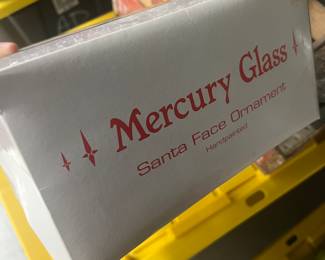 Mercury Glass
Santa Face Ornament
Handpainted